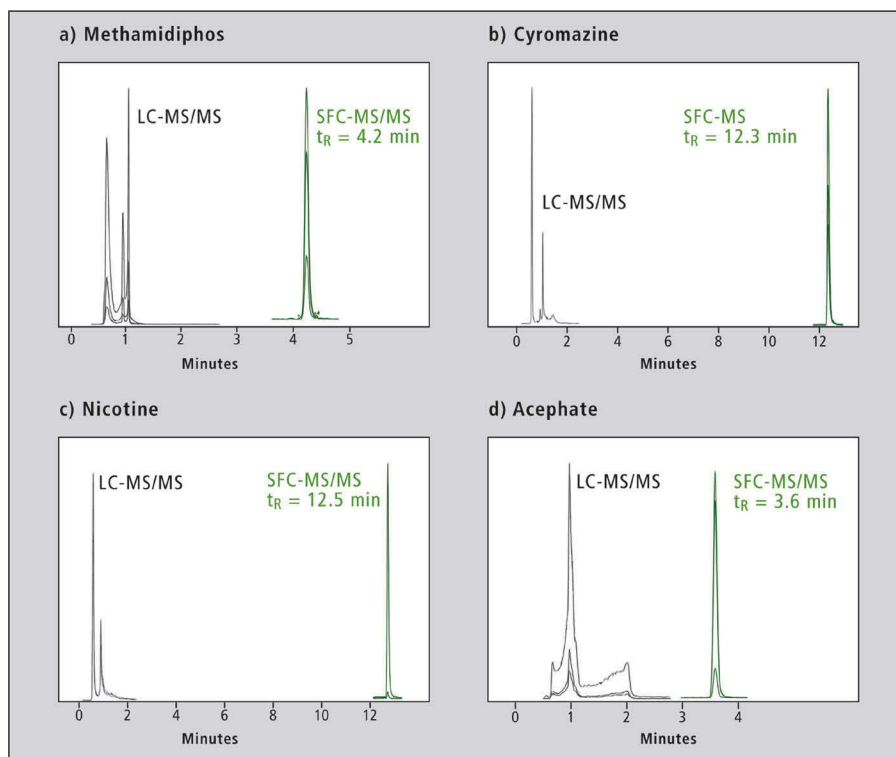 a) Methamidiphos
LC-MS/MS
SFC-MS/MS
tR = 4.2 min
0 1 2 3 4 5
Minutes
b) Cyromazine
SFC-MS
tR = 12.3 min
LC-MS/MS
0 2 4 6 8 10 12
Minutes
c) Nicotine
LC-MS/MS
SFC-MS/MS
tR = 12.5 min
0 2 4 6 8 10 12
Minutes
d) Acephate
LC-MS/MS
SFC-MS/MS
tR = 3.6 min
0 1 2 3 4
Minutes